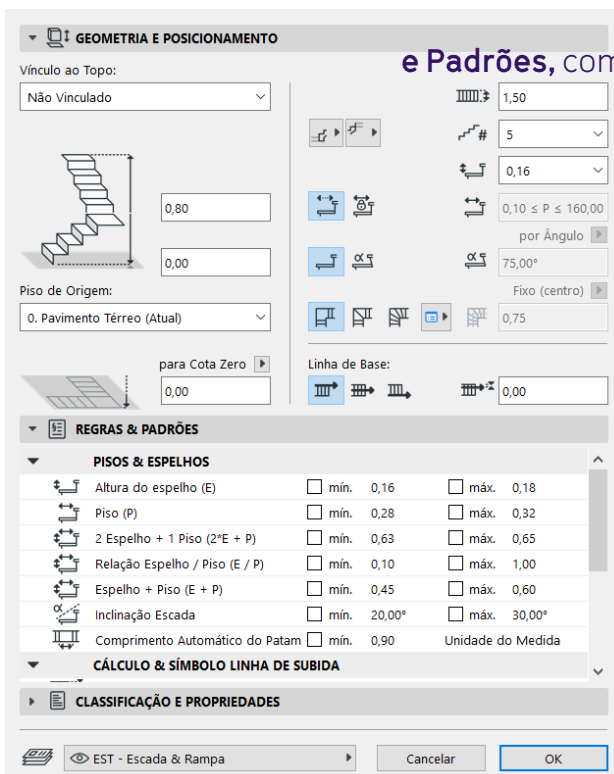 GEOMETRIA E POSICIONAMENTO
e Padrões, com
Vínculo ao Topo:
Não Vinculado
1,50
# 5
0,16
0,80
0,10 ≤ P ≤ 160,00
por Ângulo
0,00
α
α 75,00°
Piso de Origem:
Fixo (centro)
0. Pavimento Térreo (Atual)
0,75
para Cota Zero
Linha de Base:
0,00
0,00
REGRAS & PADRÕES
PISOS & ESPELHOS
Altura do espelho (E) mín. 0,16 máx. 0,18
Piso (P) mín. 0,28 máx. 0,32
2 Espelho + 1 Piso (2*E + P) mín. 0,63 máx. 0,65
Relação Espelho / Piso (E / P) mín. 0,10 máx. 1,00
Espelho + Piso (E + P) mín. 0,45 máx. 0,60
α Inclinação Escada mín. 20,00° máx. 30,00°
Comprimento Automático do Patam mín. 0,90 Unidade do Medida
CÁLCULO & SÍMBOLO LINHA DE SUBIDA
CLASSIFICAÇÃO E PROPRIEDADES
EST - Escada & Rampa
Cancelar
OK